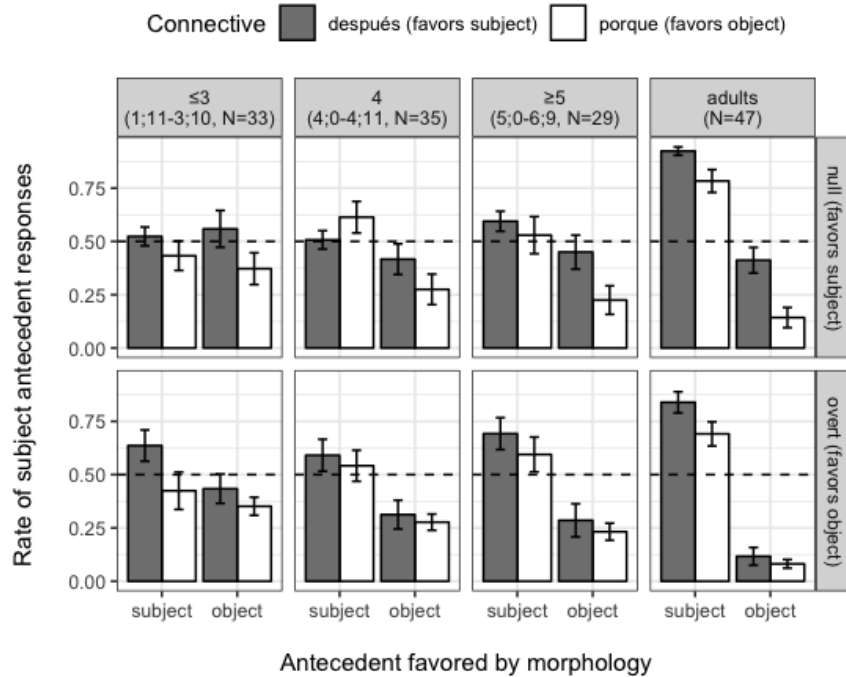 Connective después (favors subject) porque (favors object)
≤3 4 ≥5 adults
(1;11-3;10, N=33) (4;0-4;11, N=35) (5;0-6;9, N=29) (N=47)
Rate of subject antecedent responses
0.75
0.50
0.25
0.00
null (favors subject)
0.75
0.50
0.25
0.00
overt (favors object)
subject object subject object subject object subject object
Antecedent favored by morphology